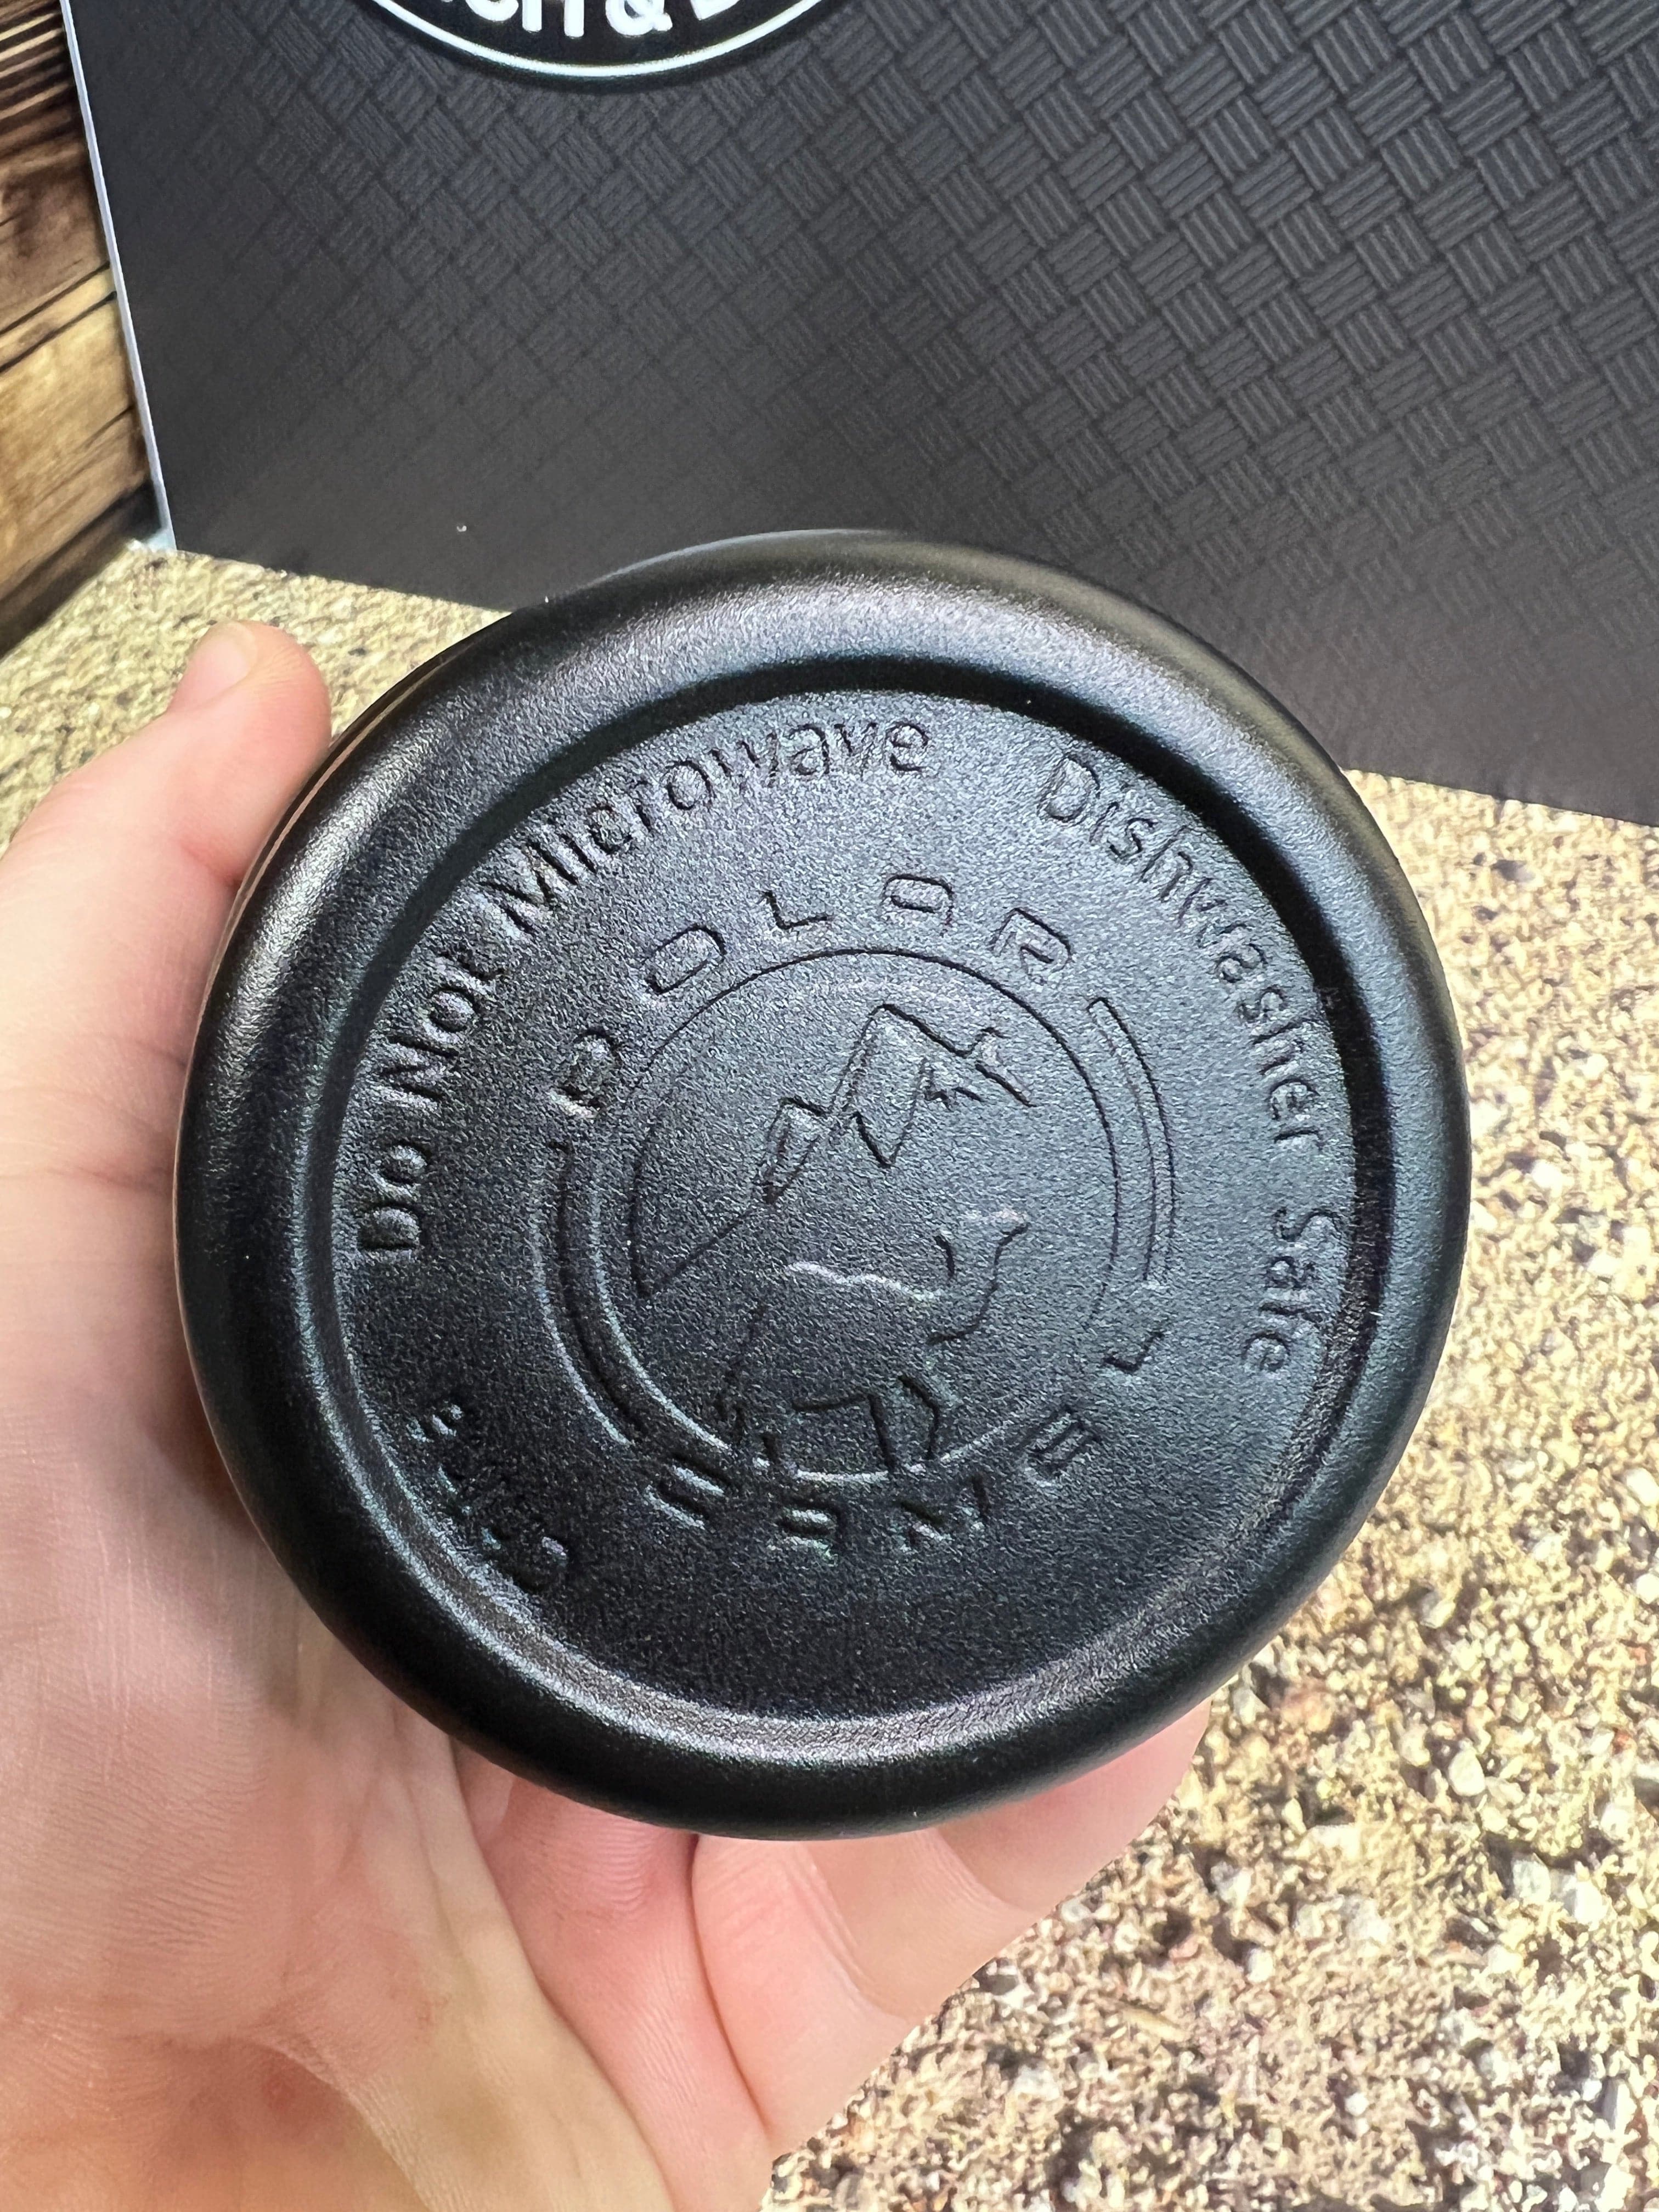 Do Not Microwave Dishwasher Safe
POLAR
CAMEL